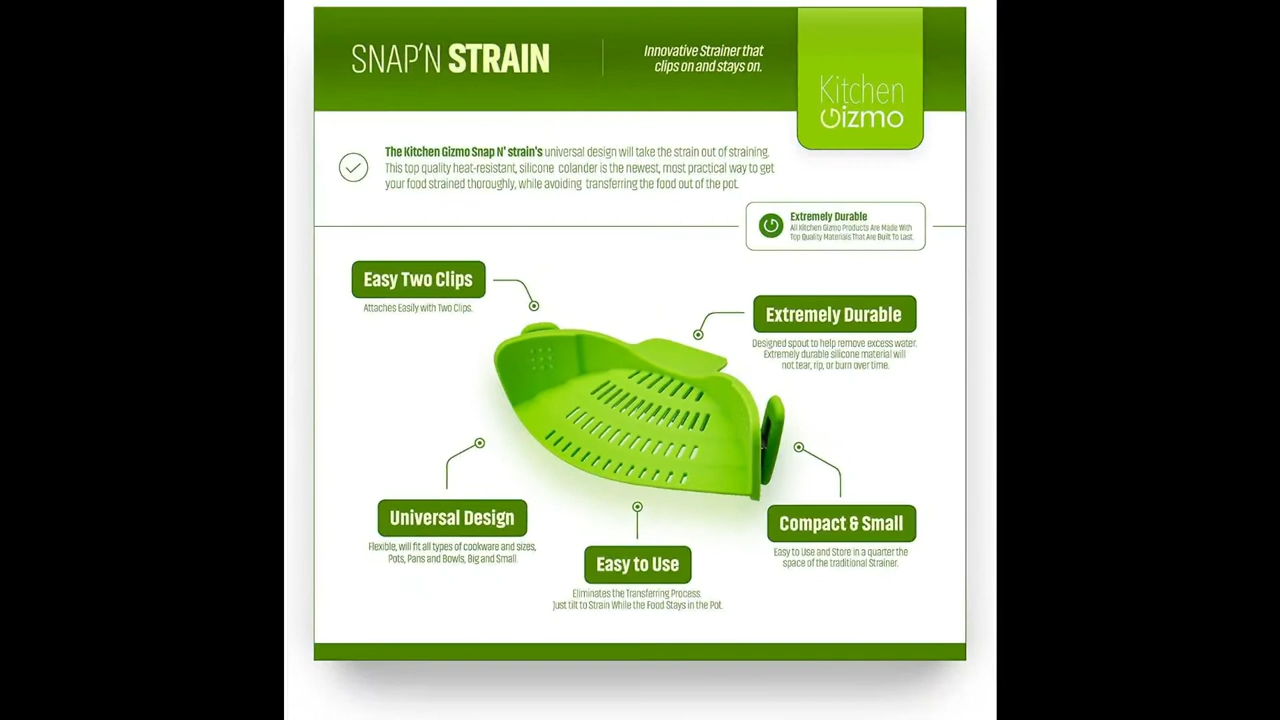 SNAP'N STRAIN
Innovative Strainer that
clips on and stays on.
Kitchen
Gizmo
The Kitchen Gizmo Snap N' strain's universal design will take the strain out of straining.
This top quality heat-resistant, silicone colander is the newest, most practical way to get
your food strained thoroughly, while avoiding transferring the food out of the pot.
Extremely Durable
All Kitchen Gizmo Products Are Made With
Top Quality Materials That Are Built To Last.
Easy Two Clips
Attaches Easily with Two Clips.
Extremely Durable
Designed spout to help remove excess water.
Extremely durable silicone material will
not tear, rip, or burn over time.
Universal Design
Flexible, will fit all types of cookware and sizes,
Pots, Pans and Bowls, Big and Small.
Easy to Use
Eliminates the Transferring Process.
Just tilt to Strain While the Food Stays in the Pot.
Compact & Small
Easy to Use and Store in a quarter the
space of the traditional Strainer.